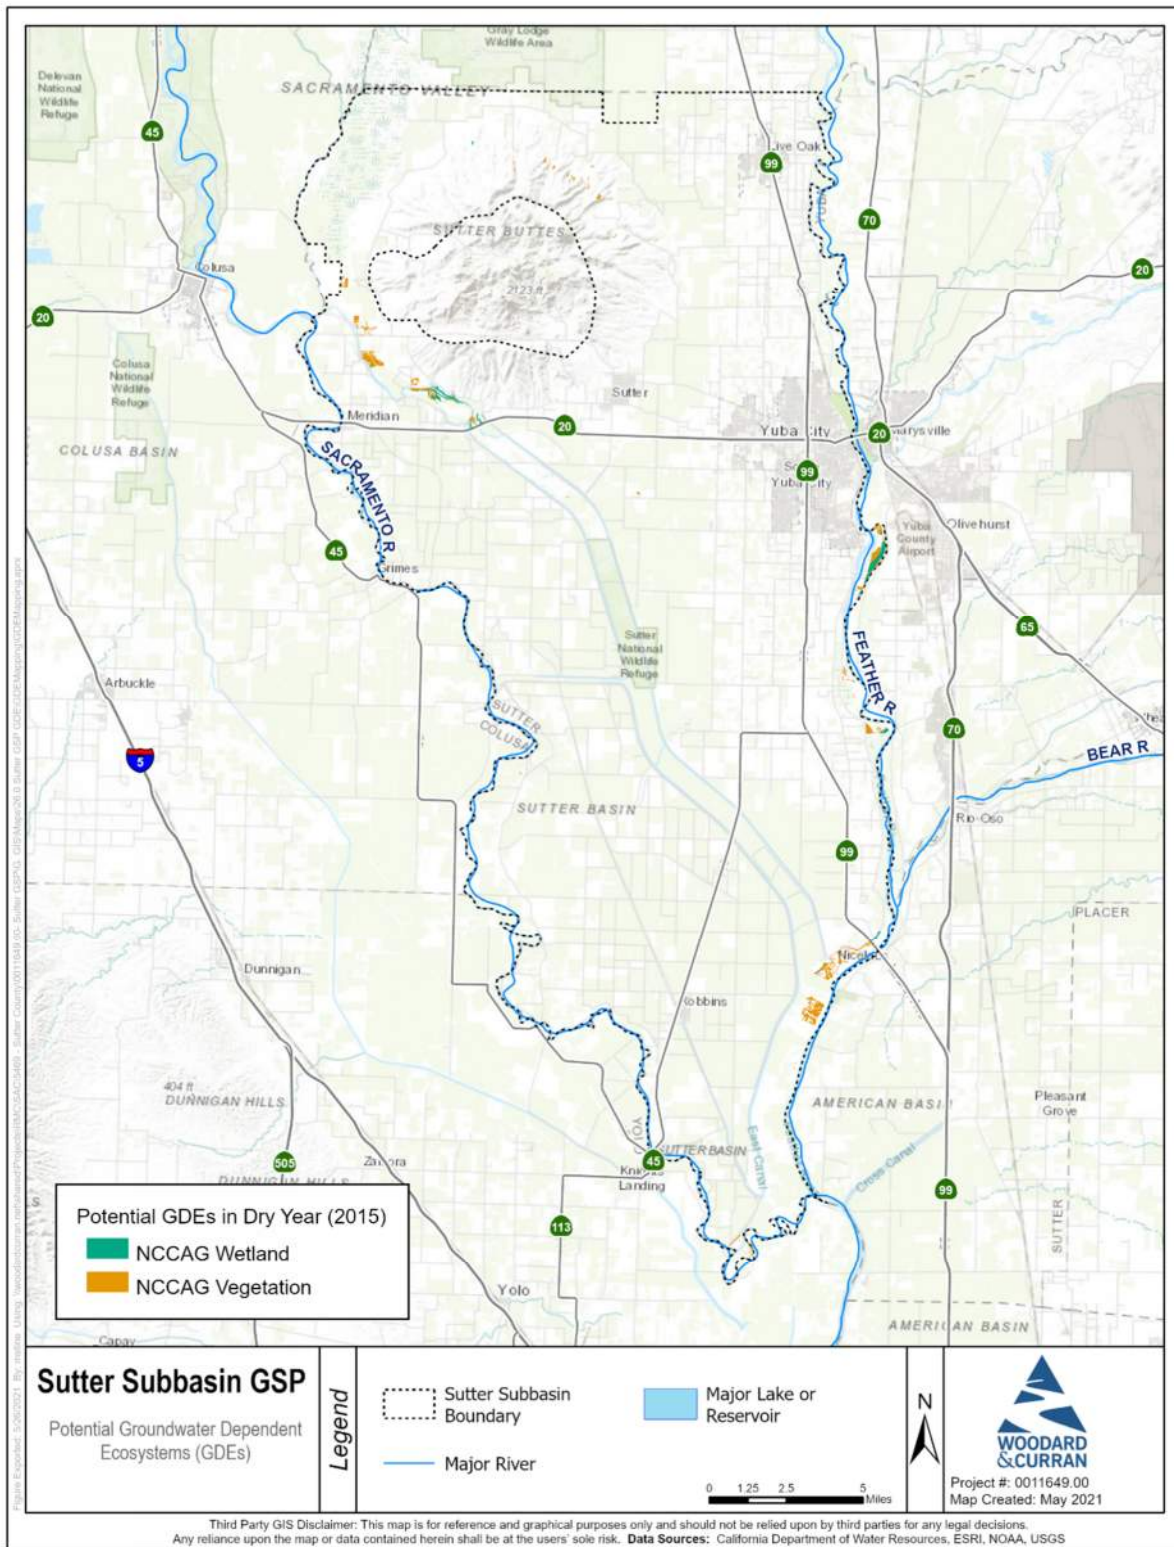 Gray Lodge
Wildlife Area
Delevan
National
Wildlife
Refuge
SACRAMENTO VALLEY
45
99
Live Oak
70
YUBA
SUTTER BUTTES
20
Colusa
2123 ft
20
Colusa
National
Wildlife
Refuge
Sutter
Meridian
20
Yuba City
20
Marysville
COLUSA BASIN
99
Yuba City
SACRAMENTO R
45
Grimes
Yuba
County
Airport
Olivehurst
65
Sutter
National
Wildlife
Refuge
FEATHER R
Arbuckle
SUTTER
COLUSA
5
70
BEAR R
SUTTER BASIN
Rio Oso
99
PLACER
Dunnigan
Nicolaus
Robbins
404 ft
DUNNIGAN HILLS
AMERICAN BASIN
Pleasant
Grove
YOLO
SUTTER BASIN
East Canal
Cross Canal
45
Knights
Landing
505
Zamora
DUNNIGAN HILLS
99
113
SUTTER
Yolo
AMERICAN BASIN
Capay
Potential GDEs in Dry Year (2015)
NCCAG Wetland
NCCAG Vegetation
Sutter Subbasin GSP
Potential Groundwater Dependent
Ecosystems (GDEs)
Legend
Sutter Subbasin
Boundary
Major River
Major Lake or
Reservoir
0 1.25 2.5 5
Miles
N
WOODARD
&CURRAN
Project #: 0011649.00
Map Created: May 2021
Third Party GIS Disclaimer: This map is for reference and graphical purposes only and should not be relied upon by third parties for any legal decisions.
Any reliance upon the map or data contained herein shall be at the users' sole risk. Data Sources: California Department of Water Resources, ESRI, NOAA, USGS